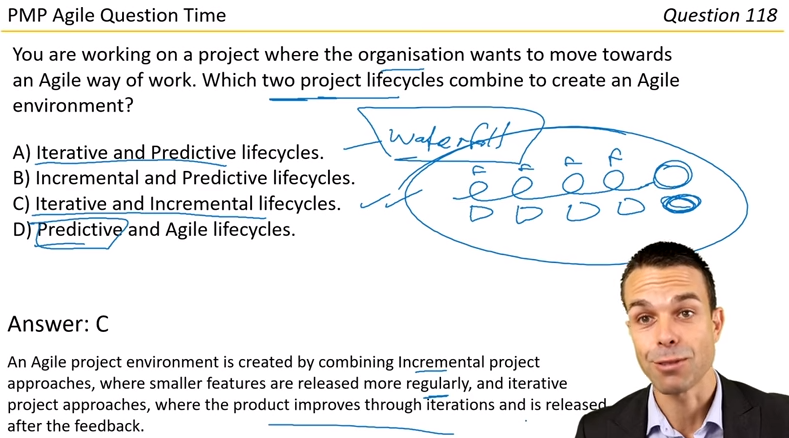 PMP Agile Question Time
Question 118
You are working on a project where the organisation wants to move towards
an Agile way of work. Which two project lifecycles combine to create an Agile
environment?
A) Iterative and Predictive lifecycles.
B) Incremental and Predictive lifecycles.
C) Iterative and Incremental lifecycles.
D) Predictive and Agile lifecycles.
Waterfall
F F F F
D D D D
Answer: C
An Agile project environment is created by combining Incremental project
approaches, where smaller features are released more regularly, and iterative
project approaches, where the product improves through iterations and is released
after the feedback.